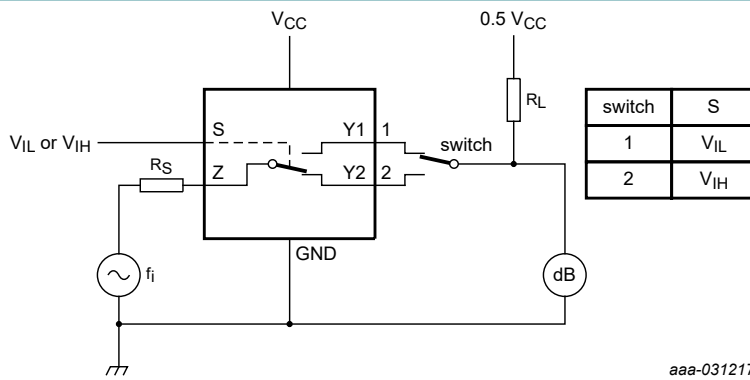 VCC
0.5 VCC
RL
S
Y1
1
switch
VIL or VIH
RS
Z
Y2
2
GND
fi
dB
switch S
1 VIL
2 VIH
aaa-031217